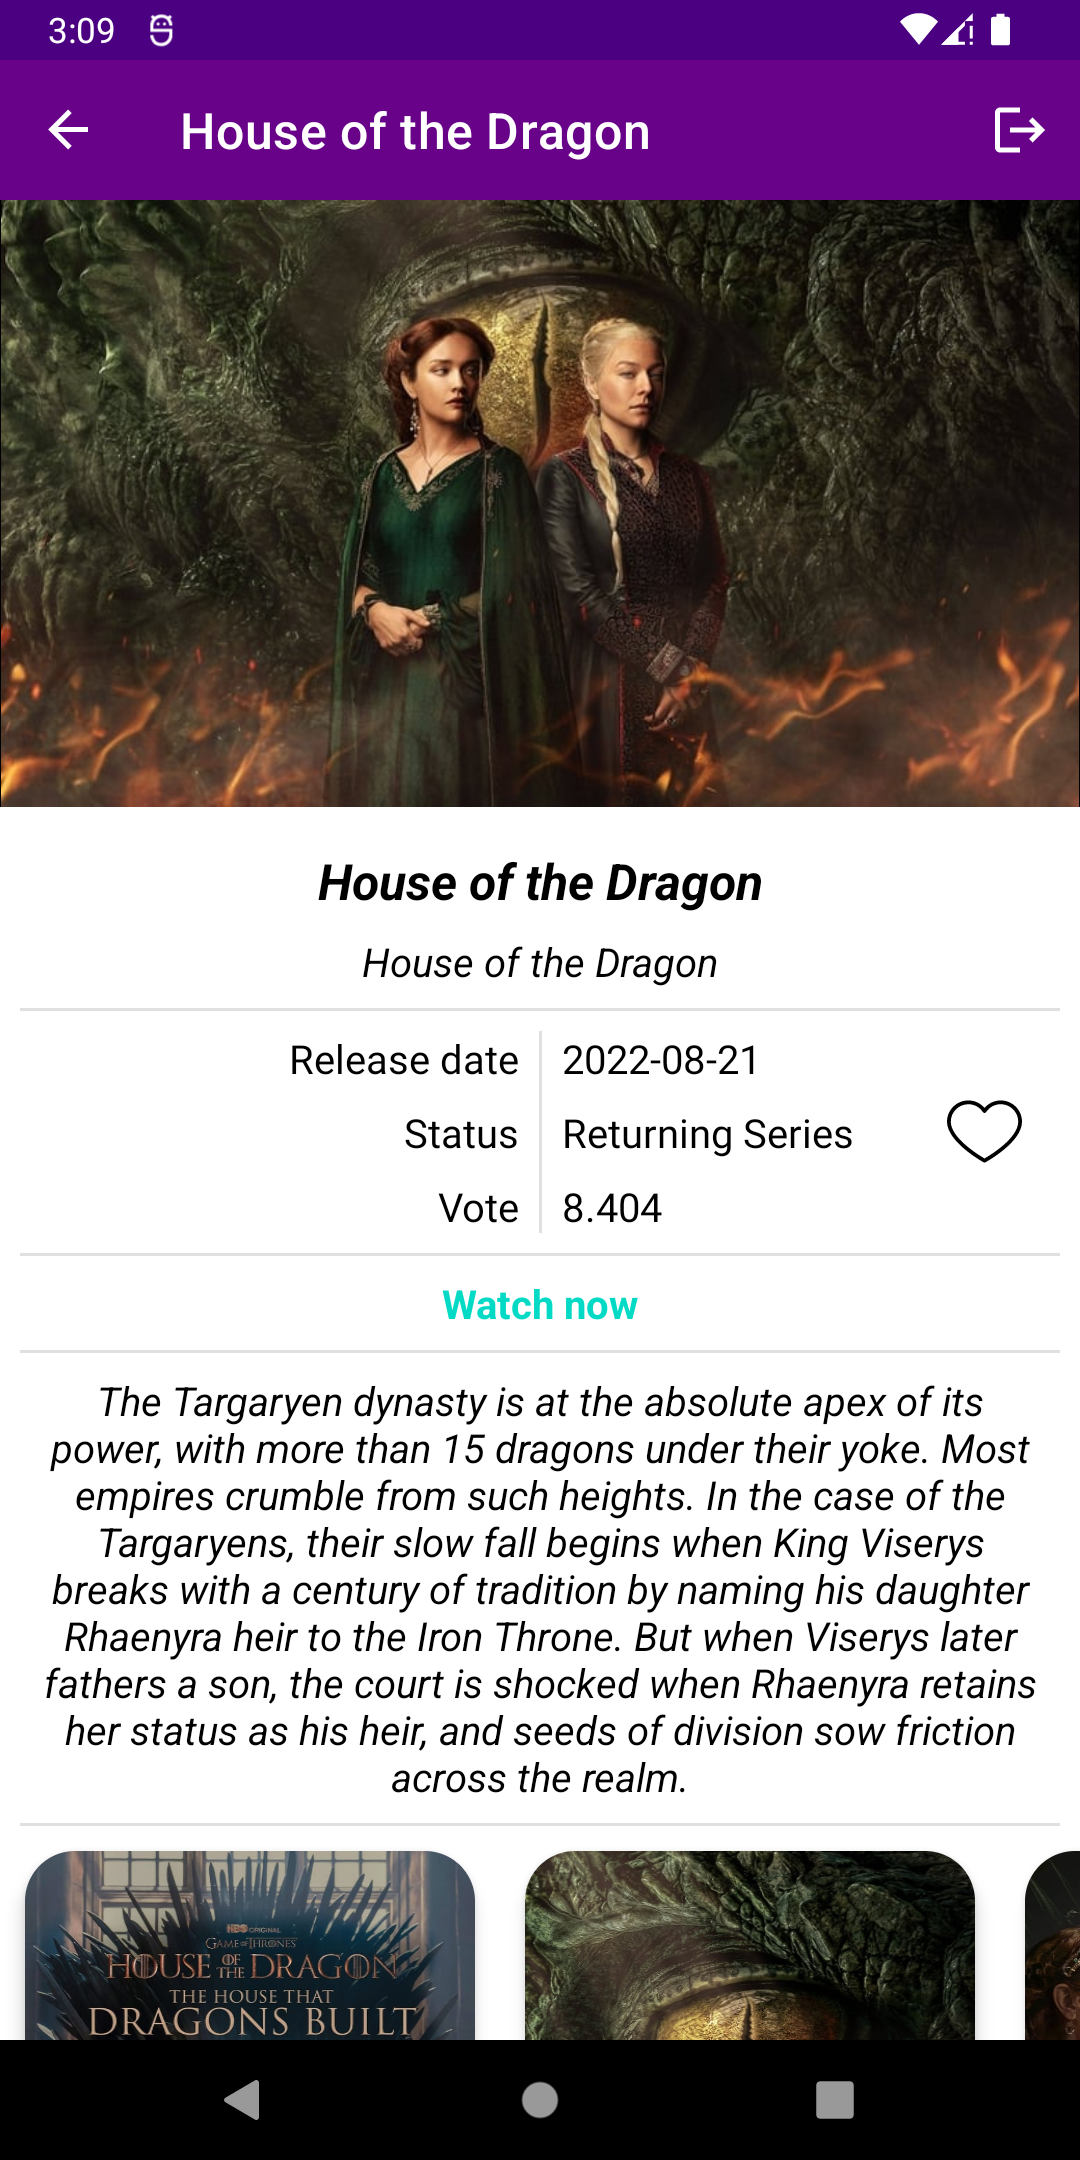 3:09
House of the Dragon
House of the Dragon
House of the Dragon
Release date 2022-08-21
Status Returning Series
Vote 8.404
Watch now
The Targaryen dynasty is at the absolute apex of its
power, with more than 15 dragons under their yoke. Most
empires crumble from such heights. In the case of the
Targaryens, their slow fall begins when King Viserys
breaks with a century of tradition by naming his daughter
Rhaenyra heir to the Iron Throne. But when Viserys later
fathers a son, the court is shocked when Rhaenyra retains
her status as his heir, and seeds of division sow friction
across the realm.
HBO ORIGINAL
GAME OF THRONES
HOUSE OF THE DRAGON
THE HOUSE THAT
DRAGONS BUILT